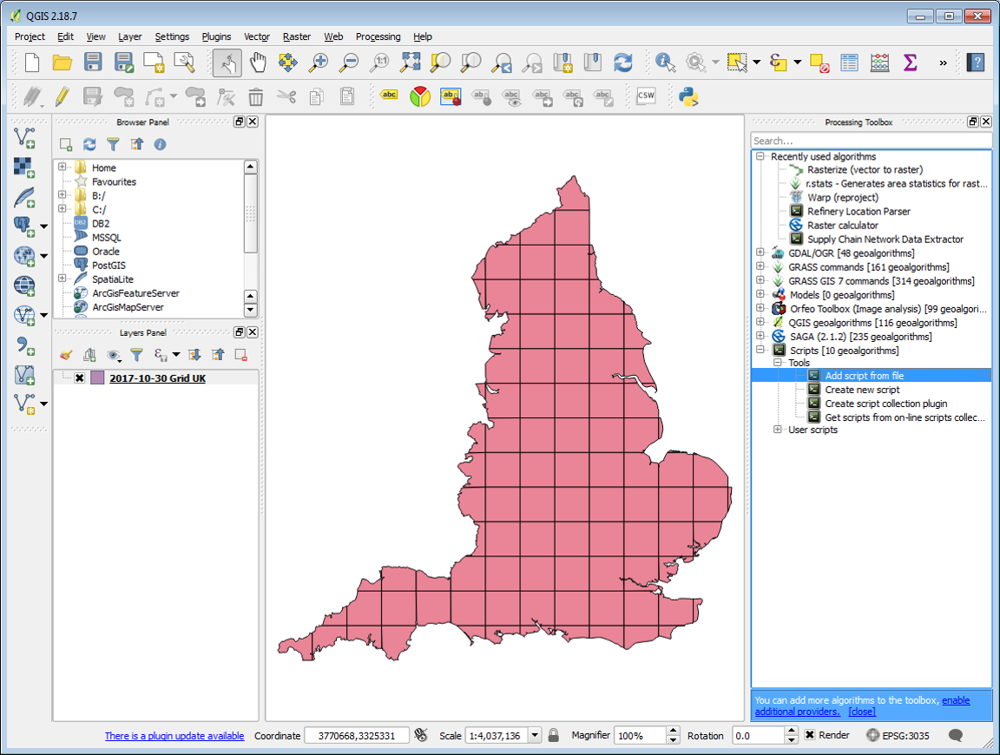 QGIS 2.18.7
Project Edit View Layer Settings Plugins Vector Raster Web Processing Help
1:1
»
?
abc
ab
ab
abc
abc
abc
abc
CSW
Browser Panel
Home
Favourites
B:/
C:/
DB2 DB2
MSSQL
Oracle
PostGIS
SpatiaLite
ArcGisFeatureServer
ArcGisMapServer
Layers Panel
2017-10-30 Grid UK
Processing Toolbox
Search...
Recently used algorithms
Rasterize (vector to raster)
r.stats - Generates area statistics for rast...
Warp (reproject)
Refinery Location Parser
Raster calculator
Supply Chain Network Data Extractor
GDAL/OGR [48 geoalgorithms]
GRASS commands [161 geoalgorithms]
GRASS GIS 7 commands [314 geoalgorithms]
Models [0 geoalgorithms]
Orfeo Toolbox (Image analysis) [99 geoalgori...
QGIS geoalgorithms [116 geoalgorithms]
SAGA (2.1.2) [235 geoalgorithms]
Scripts [10 geoalgorithms]
Tools
Add script from file
Create new script
Create script collection plugin
Get scripts from on-line scripts collec...
User scripts
You can add more algorithms to the toolbox, enable
additional providers. [close]
There is a plugin update available Coordinate 3770668,3325331 Scale 1:4,037,136 Magnifier 100% Rotation 0.0 Render EPSG:3035